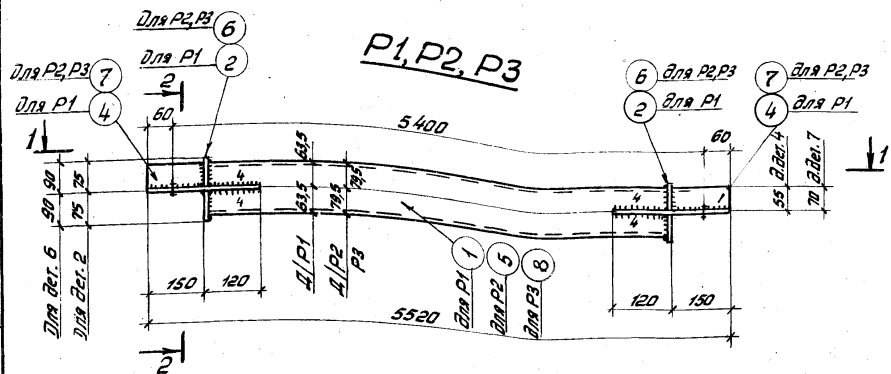 Р1, Р2, Р3
Для Р2,Р3 6
Для Р1 2
Для Р2,Р3 7
Для Р1 4
2
60
1
5400
6 для Р2,Р3
2 для Р1
7 для Р2,Р3
4 для Р1
60
1
90
75
90
75
Для дет. 6
Для дет. 2
4
4
63,5
63,5
Д/Р1
79,5
79,5
Д/Р2
Р3
4
4
55 Д.дет.4
70 Д.дет.7
150
120
1 для Р1
5 для Р2
8 для Р3
120
150
5520
2